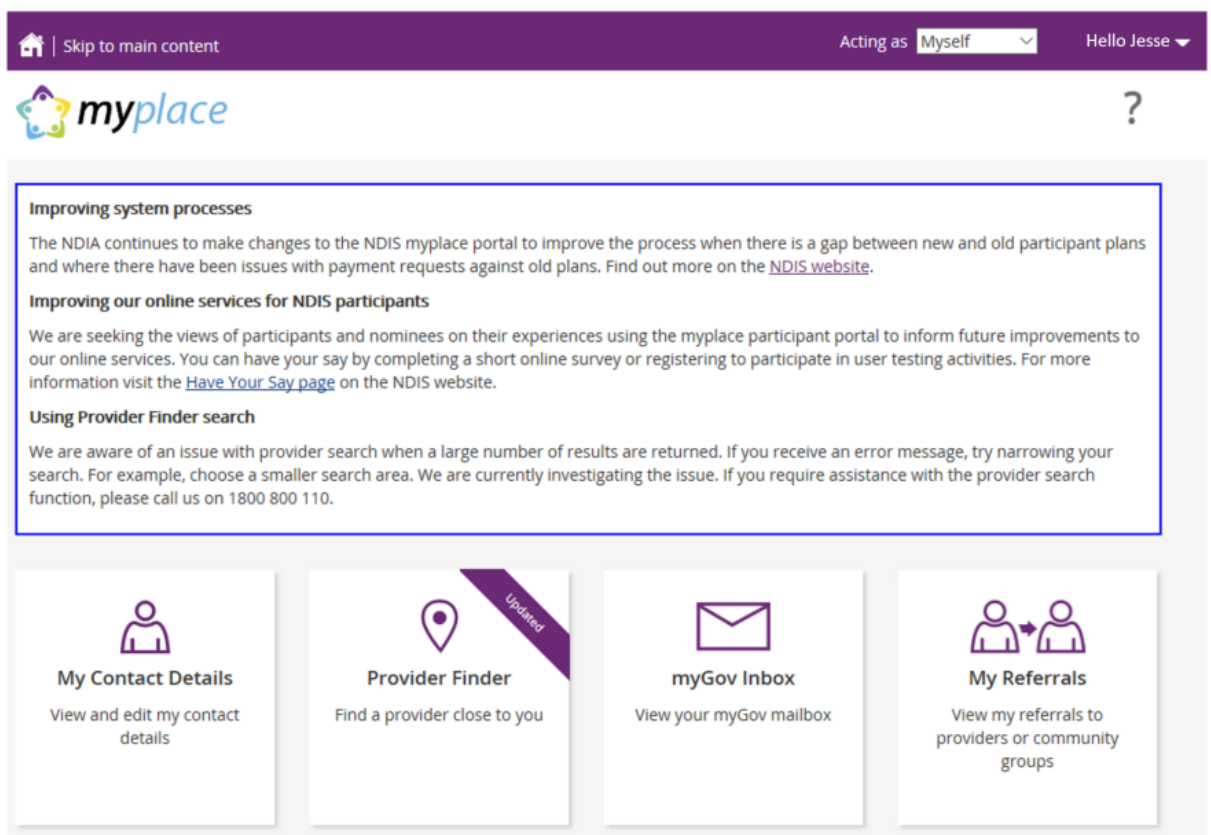 Skip to main content
Acting as Myself
Hello Jesse
myplace
?
Improving system processes
The NDIA continues to make changes to the NDIS myplace portal to improve the process when there is a gap between new and old participant plans
and where there have been issues with payment requests against old plans. Find out more on the NDIS website.
Improving our online services for NDIS participants
We are seeking the views of participants and nominees on their experiences using the myplace participant portal to inform future improvements to
our online services. You can have your say by completing a short online survey or registering to participate in user testing activities. For more
information visit the Have Your Say page on the NDIS website.
Using Provider Finder search
We are aware of an issue with provider search when a large number of results are returned. If you receive an error message, try narrowing your
search. For example, choose a smaller search area. We are currently investigating the issue. If you require assistance with the provider search
function, please call us on 1800 800 110.
My Contact Details
View and edit my contact
details
Updated
Provider Finder
Find a provider close to you
myGov Inbox
View your myGov mailbox
My Referrals
View my referrals to
providers or community
groups